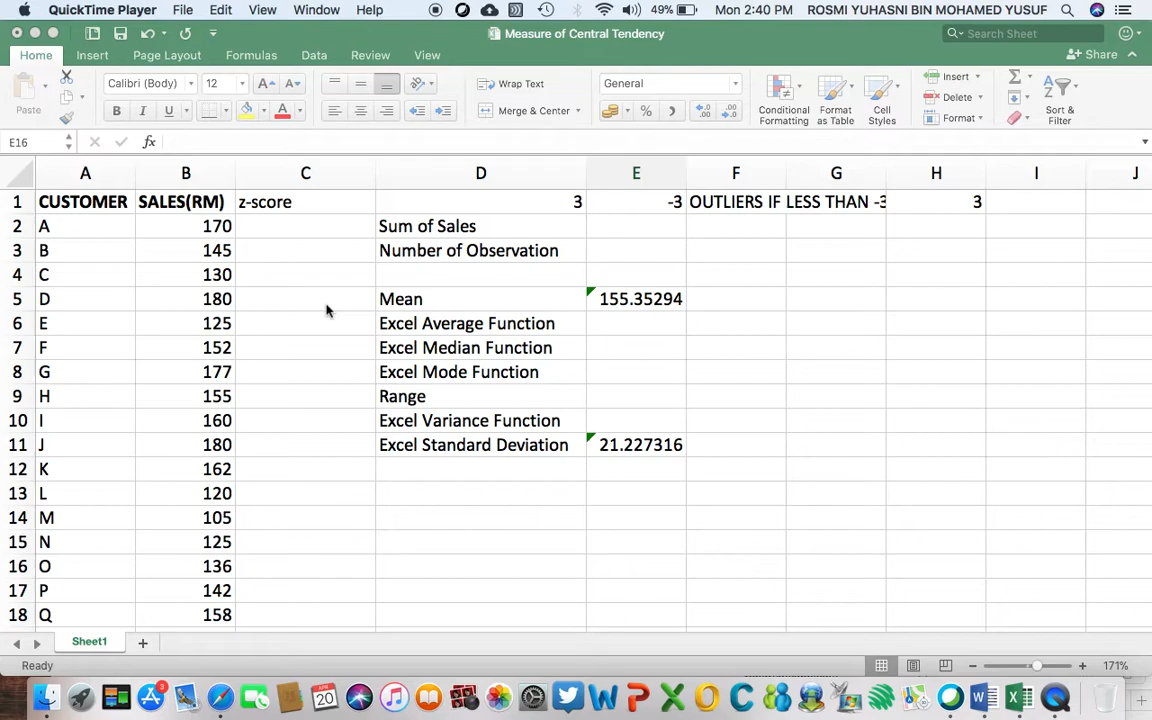 QuickTime Player File Edit View Window Help 49% Mon 2:40 PM ROSMI YUHASNI BIN MOHAMED YUSUF
Measure of Central Tendency Search Sheet
Home Insert Page Layout Formulas Data Review View Share
Paste Calibri (Body) 12 A A Wrap Text General Insert
B I U A Merge & Center % Conditional Formatting Format as Table Cell Styles Delete Format Sort & Filter
E16 fx
A B C D E F G H I J
1 CUSTOMER SALES(RM) z-score 3 -3 OUTLIERS IF LESS THAN -3 3
2 A 170 Sum of Sales
3 B 145 Number of Observation
4 C 130
5 D 180 Mean 155.35294
6 E 125 Excel Average Function
7 F 152 Excel Median Function
8 G 177 Excel Mode Function
9 H 155 Range
10 I 160 Excel Variance Function
11 J 180 Excel Standard Deviation 21.227316
12 K 162
13 L 120
14 M 105
15 N 125
16 O 136
17 P 142
18 Q 158
Sheet1
Ready 171%
APR 20 3